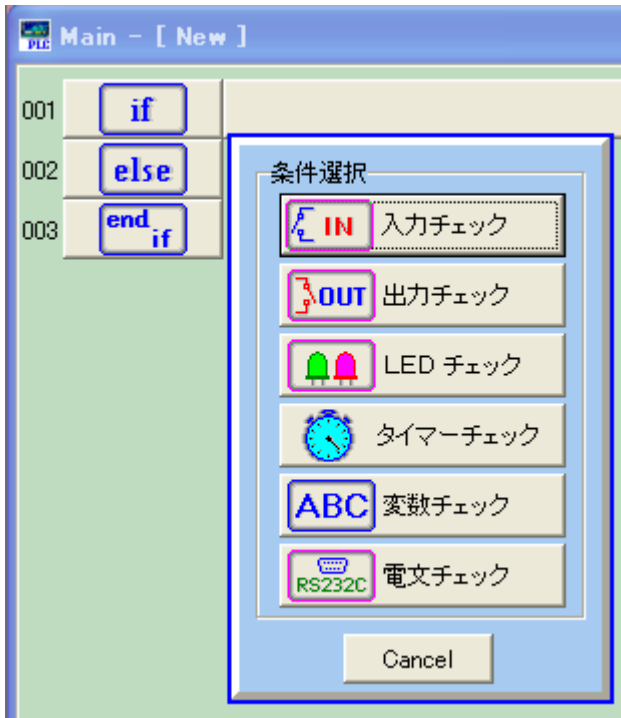 PLC Main - [ New ]
001 if
002 else
003 end if
条件選択
IN 入力チェック
OUT 出力チェック
LED チェック
タイマーチェック
ABC 変数チェック
RS232C 電文チェック
Cancel